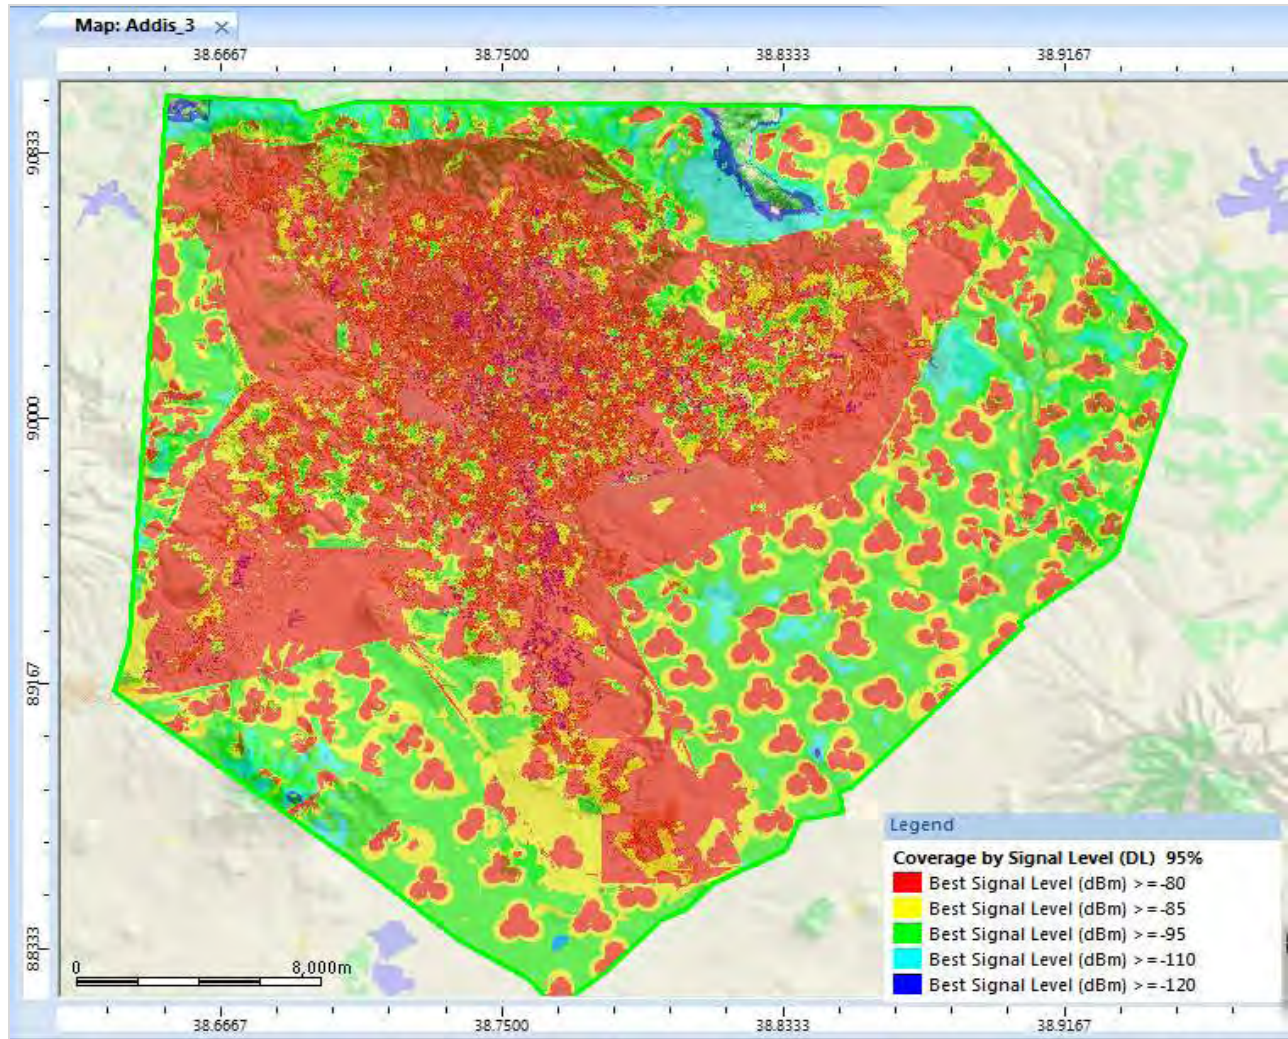 Map: Addis_3
38.6667 38.7500 38.8333 38.9167
9.0833
9.0000
8.9167
8.8333
0 8,000m
Legend
Coverage by Signal Level (DL) 95%
Best Signal Level (dBm) >=-80
Best Signal Level (dBm) >=-85
Best Signal Level (dBm) >=-95
Best Signal Level (dBm) >=-110
Best Signal Level (dBm) >=-120
38.6667 38.7500 38.8333 38.9167